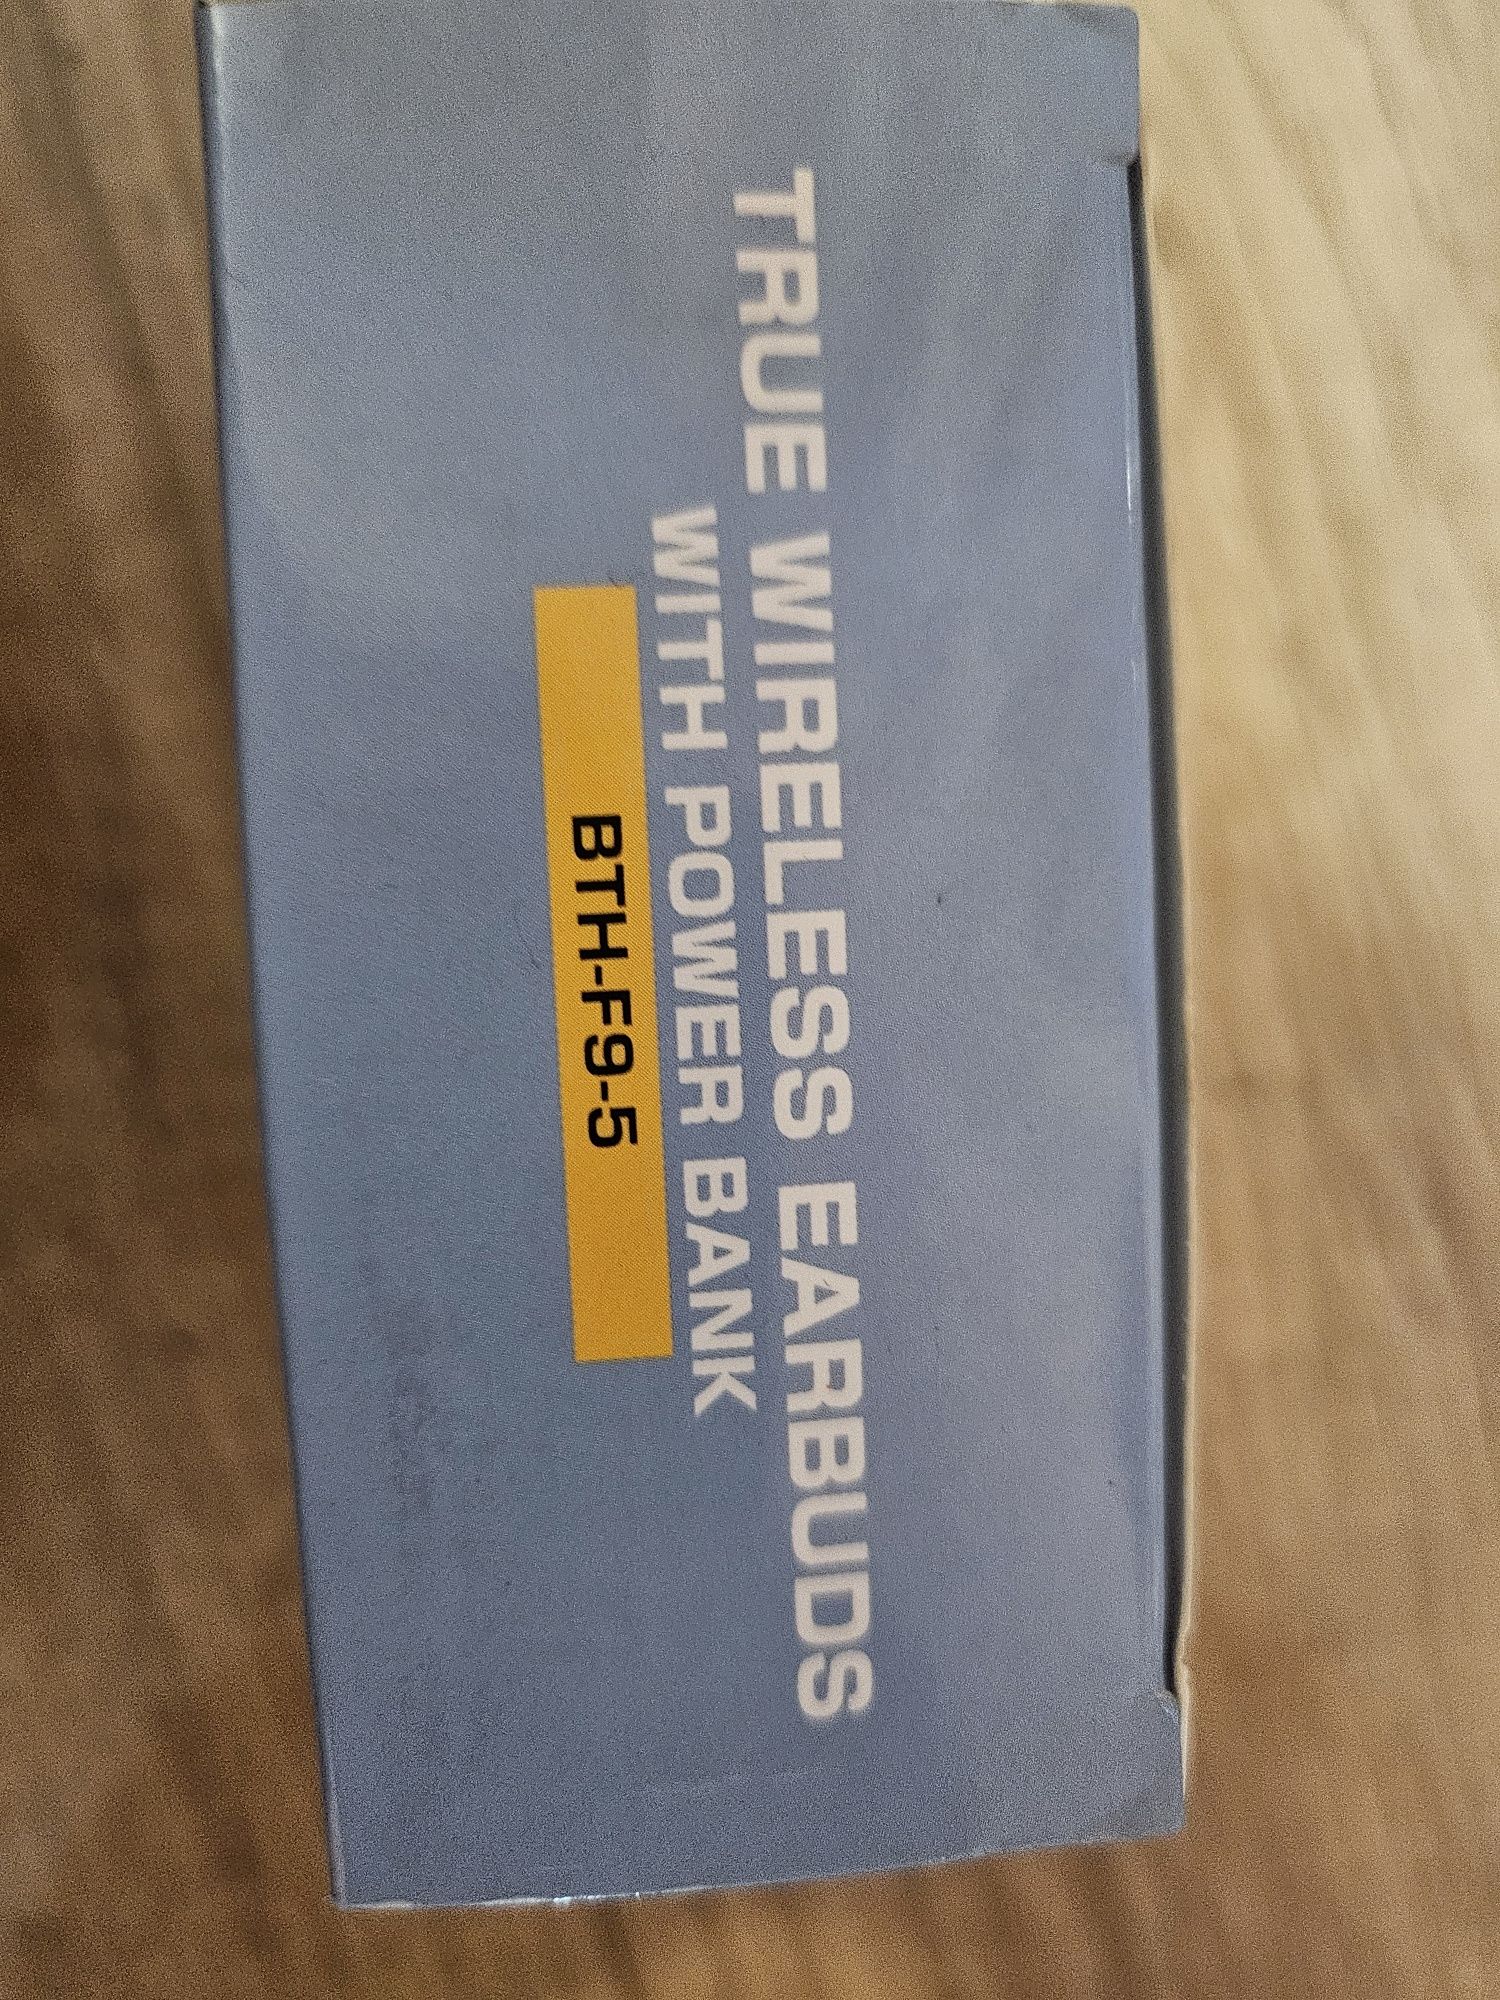 TRUE WIRELESS EARBUDS
WITH POWER BANK
BTH-F9-5